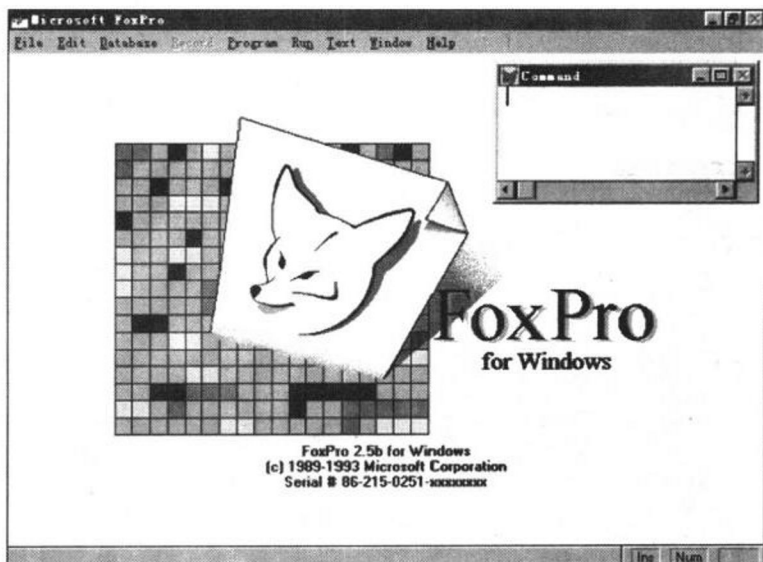 Microsoft FoxPro
File Edit Database Record Program Run Text Window Help
Command
FoxPro
for Windows
FoxPro 2.5b for Windows
(c) 1989-1993 Microsoft Corporation
Serial # 86-215-0251-xxxxxxxx
Ins Num